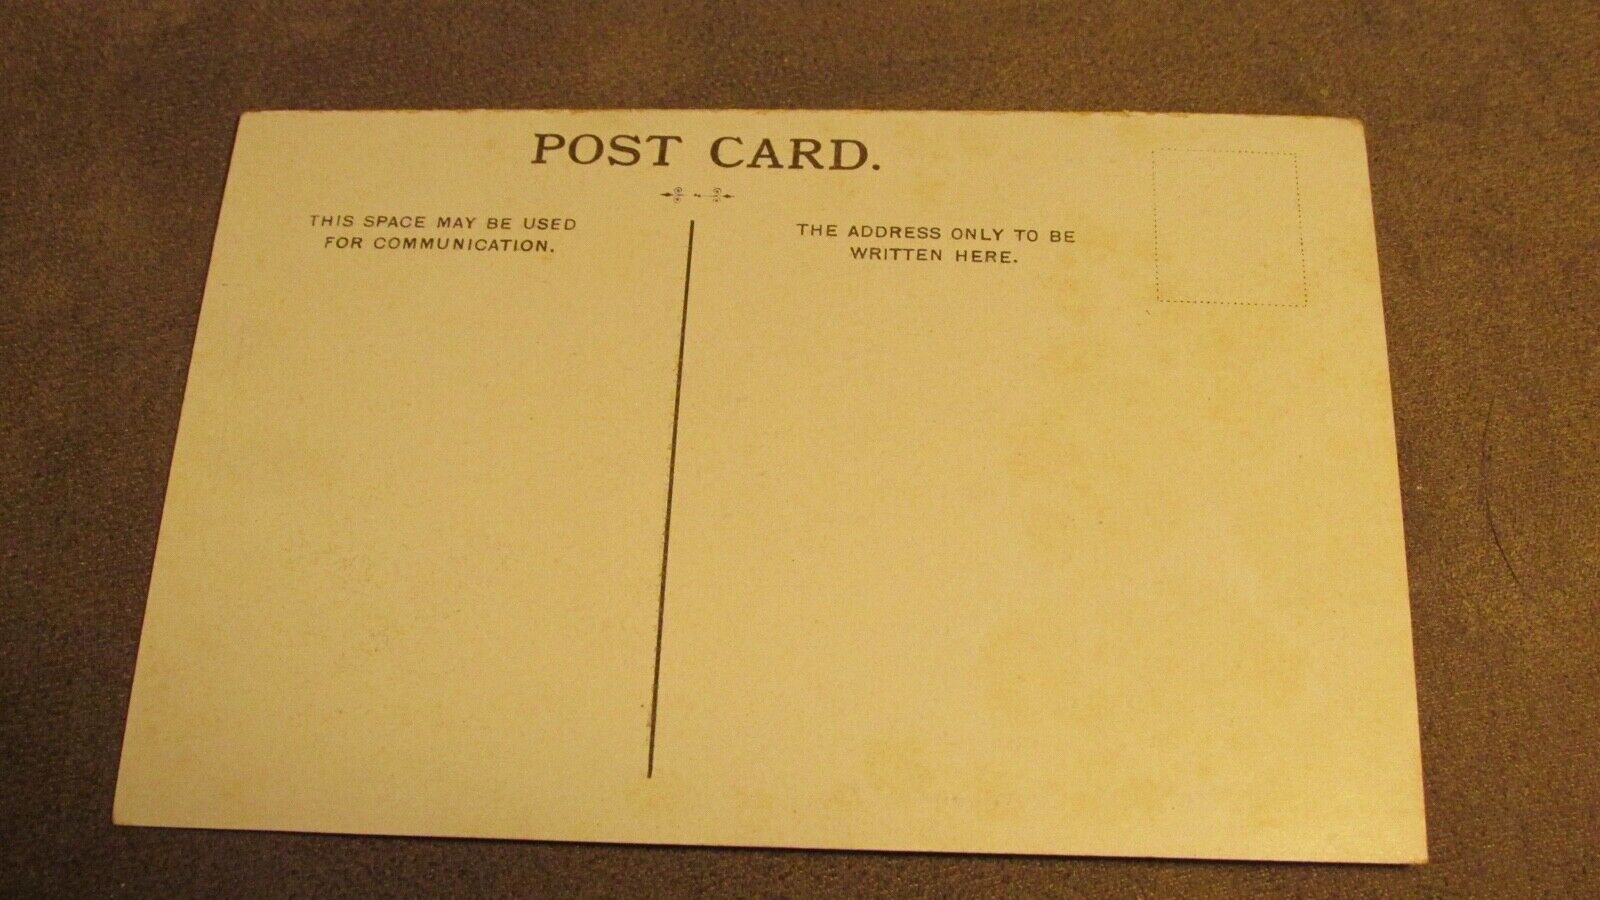 POST CARD.
THIS SPACE MAY BE USED
FOR COMMUNICATION.
THE ADDRESS ONLY TO BE
WRITTEN HERE.